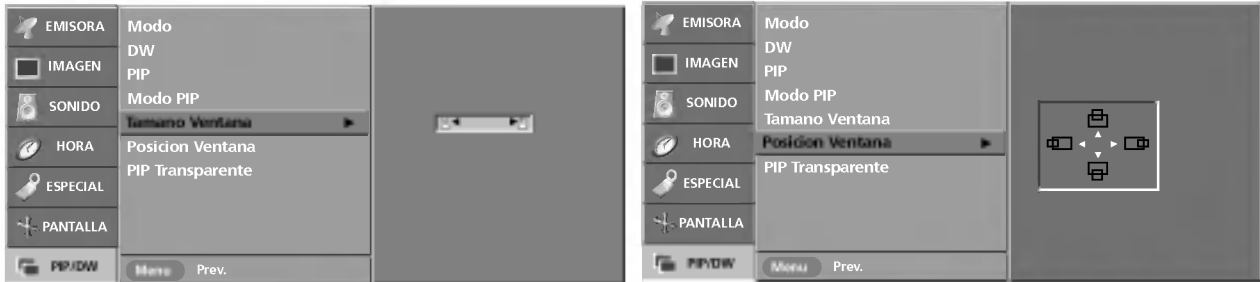 EMISORA
IMAGEN
SONIDO
HORA
ESPECIAL
PANTALLA
PIP/DW
Modo
DW
PIP
Modo PIP
Tamano Ventana
Posicion Ventana
PIP Transparente
Menu Prev.
EMISORA
IMAGEN
SONIDO
HORA
ESPECIAL
PANTALLA
PIP/DW
Modo
DW
PIP
Modo PIP
Tamano Ventana
Posicion Ventana
PIP Transparente
Menu Prev.